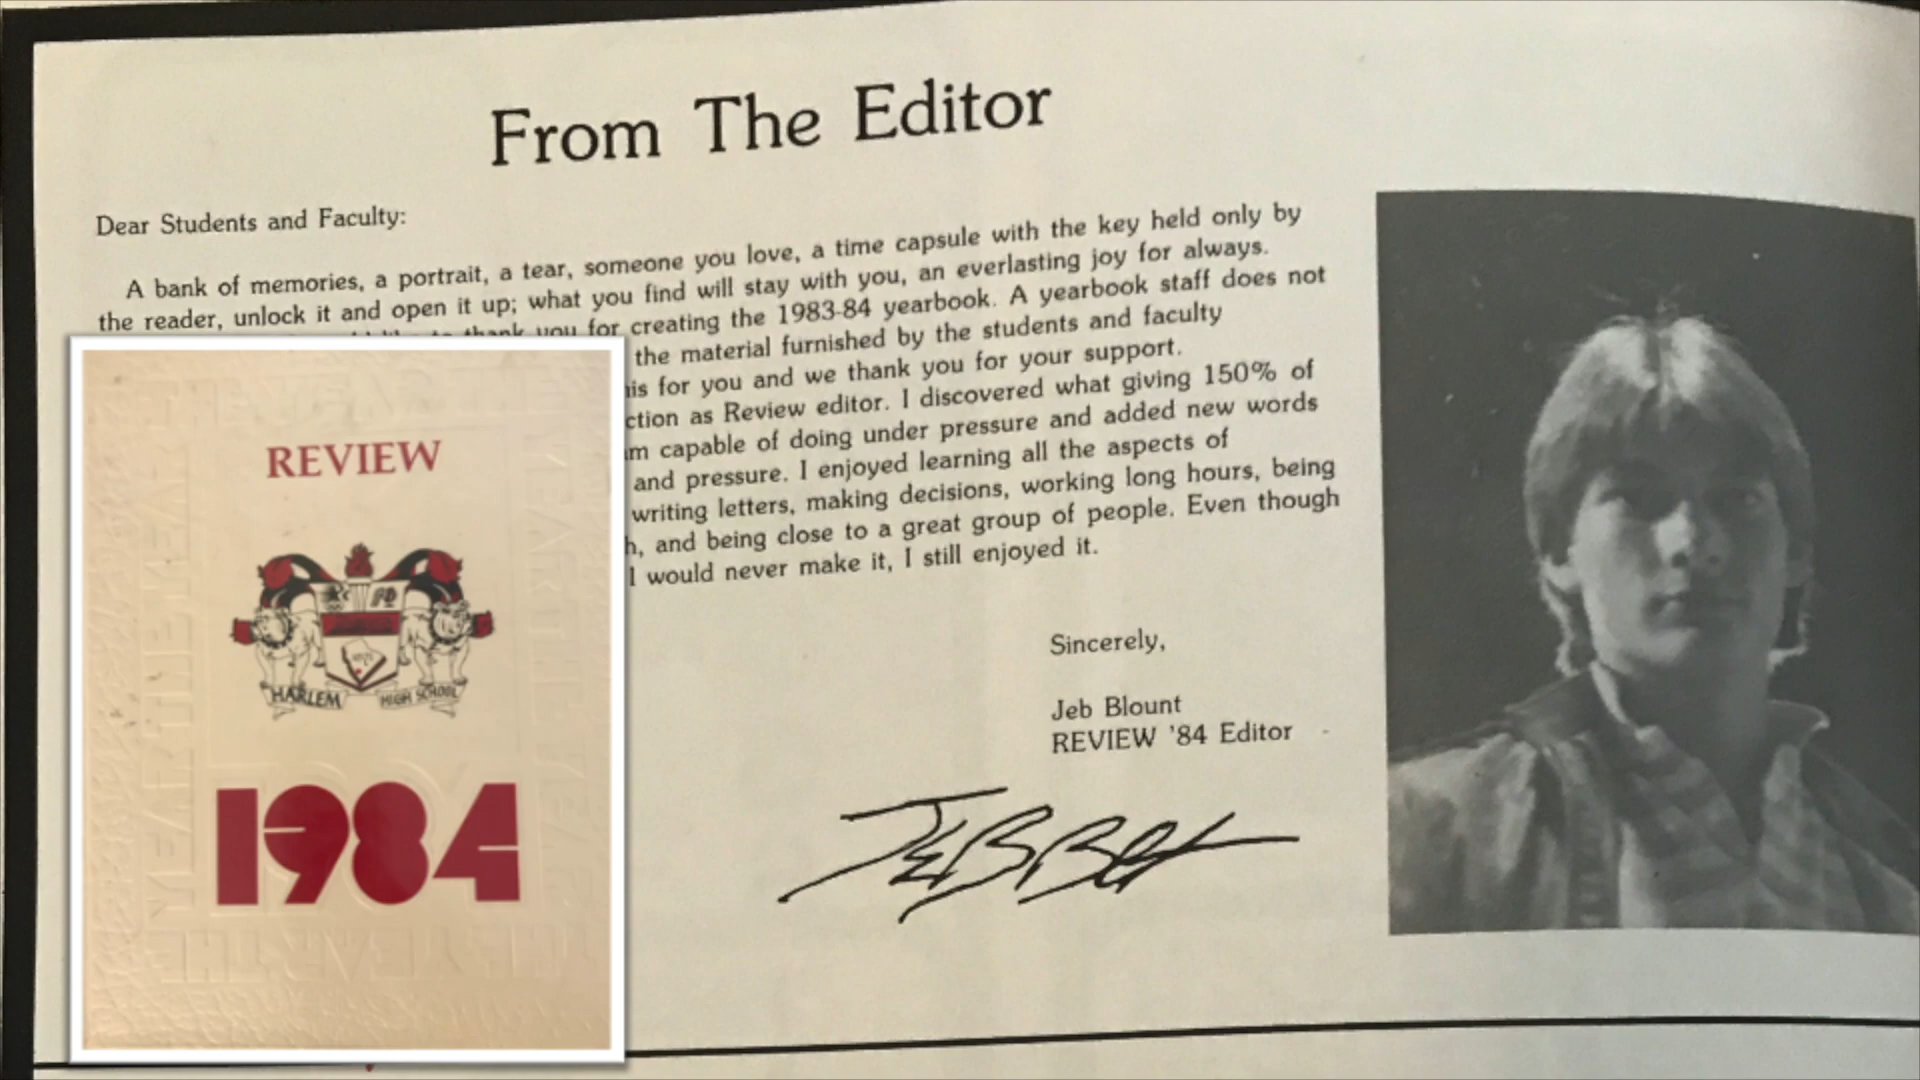 From The Editor
Dear Students and Faculty:
A bank of memories, a portrait, a tear, someone you love, a time capsule with the key held only by
the reader, unlock it and open it up; what you find will stay with you, an everlasting joy for always.
thank you for creating the 1983-84 yearbook. A yearbook staff does not
the material furnished by the students and faculty
for you and we thank you for your support.
as Review editor. I discovered what giving 150% of
capable of doing under pressure and added new words
and pressure. I enjoyed learning all the aspects of
writing letters, making decisions, working long hours, being
and being close to a great group of people. Even though
I would never make it, I still enjoyed it.
Sincerely,
Jeb Blount
REVIEW '84 Editor
REVIEW
HARLEM HIGH SCHOOL
1984